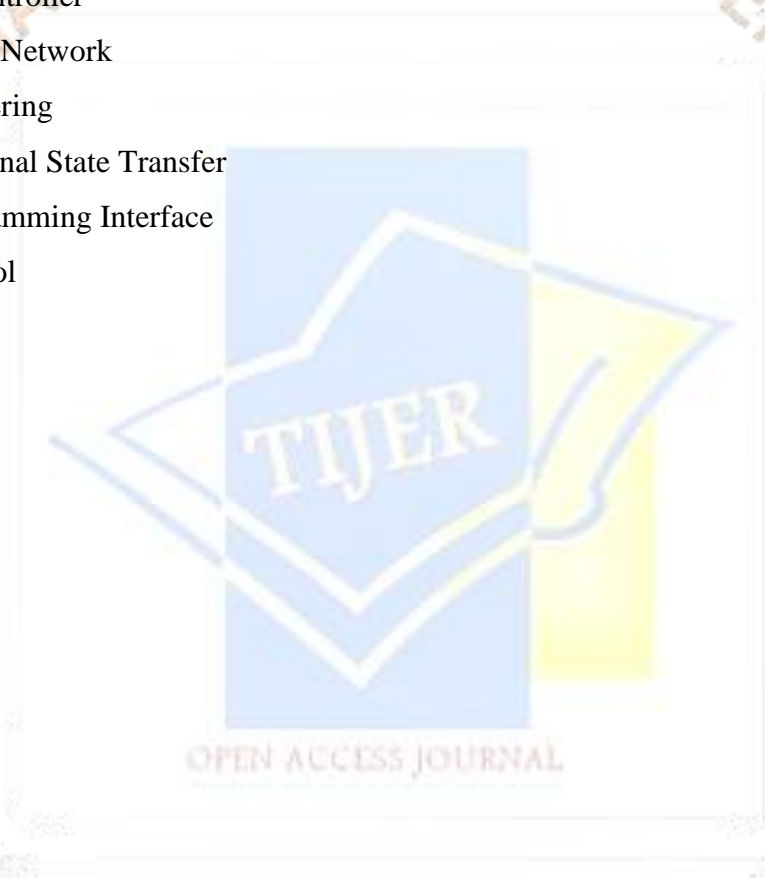 ntroller
Network
ring
nal State Transfer
mming Interface
ol
TIJER
OPEN ACCESS JOURNAL